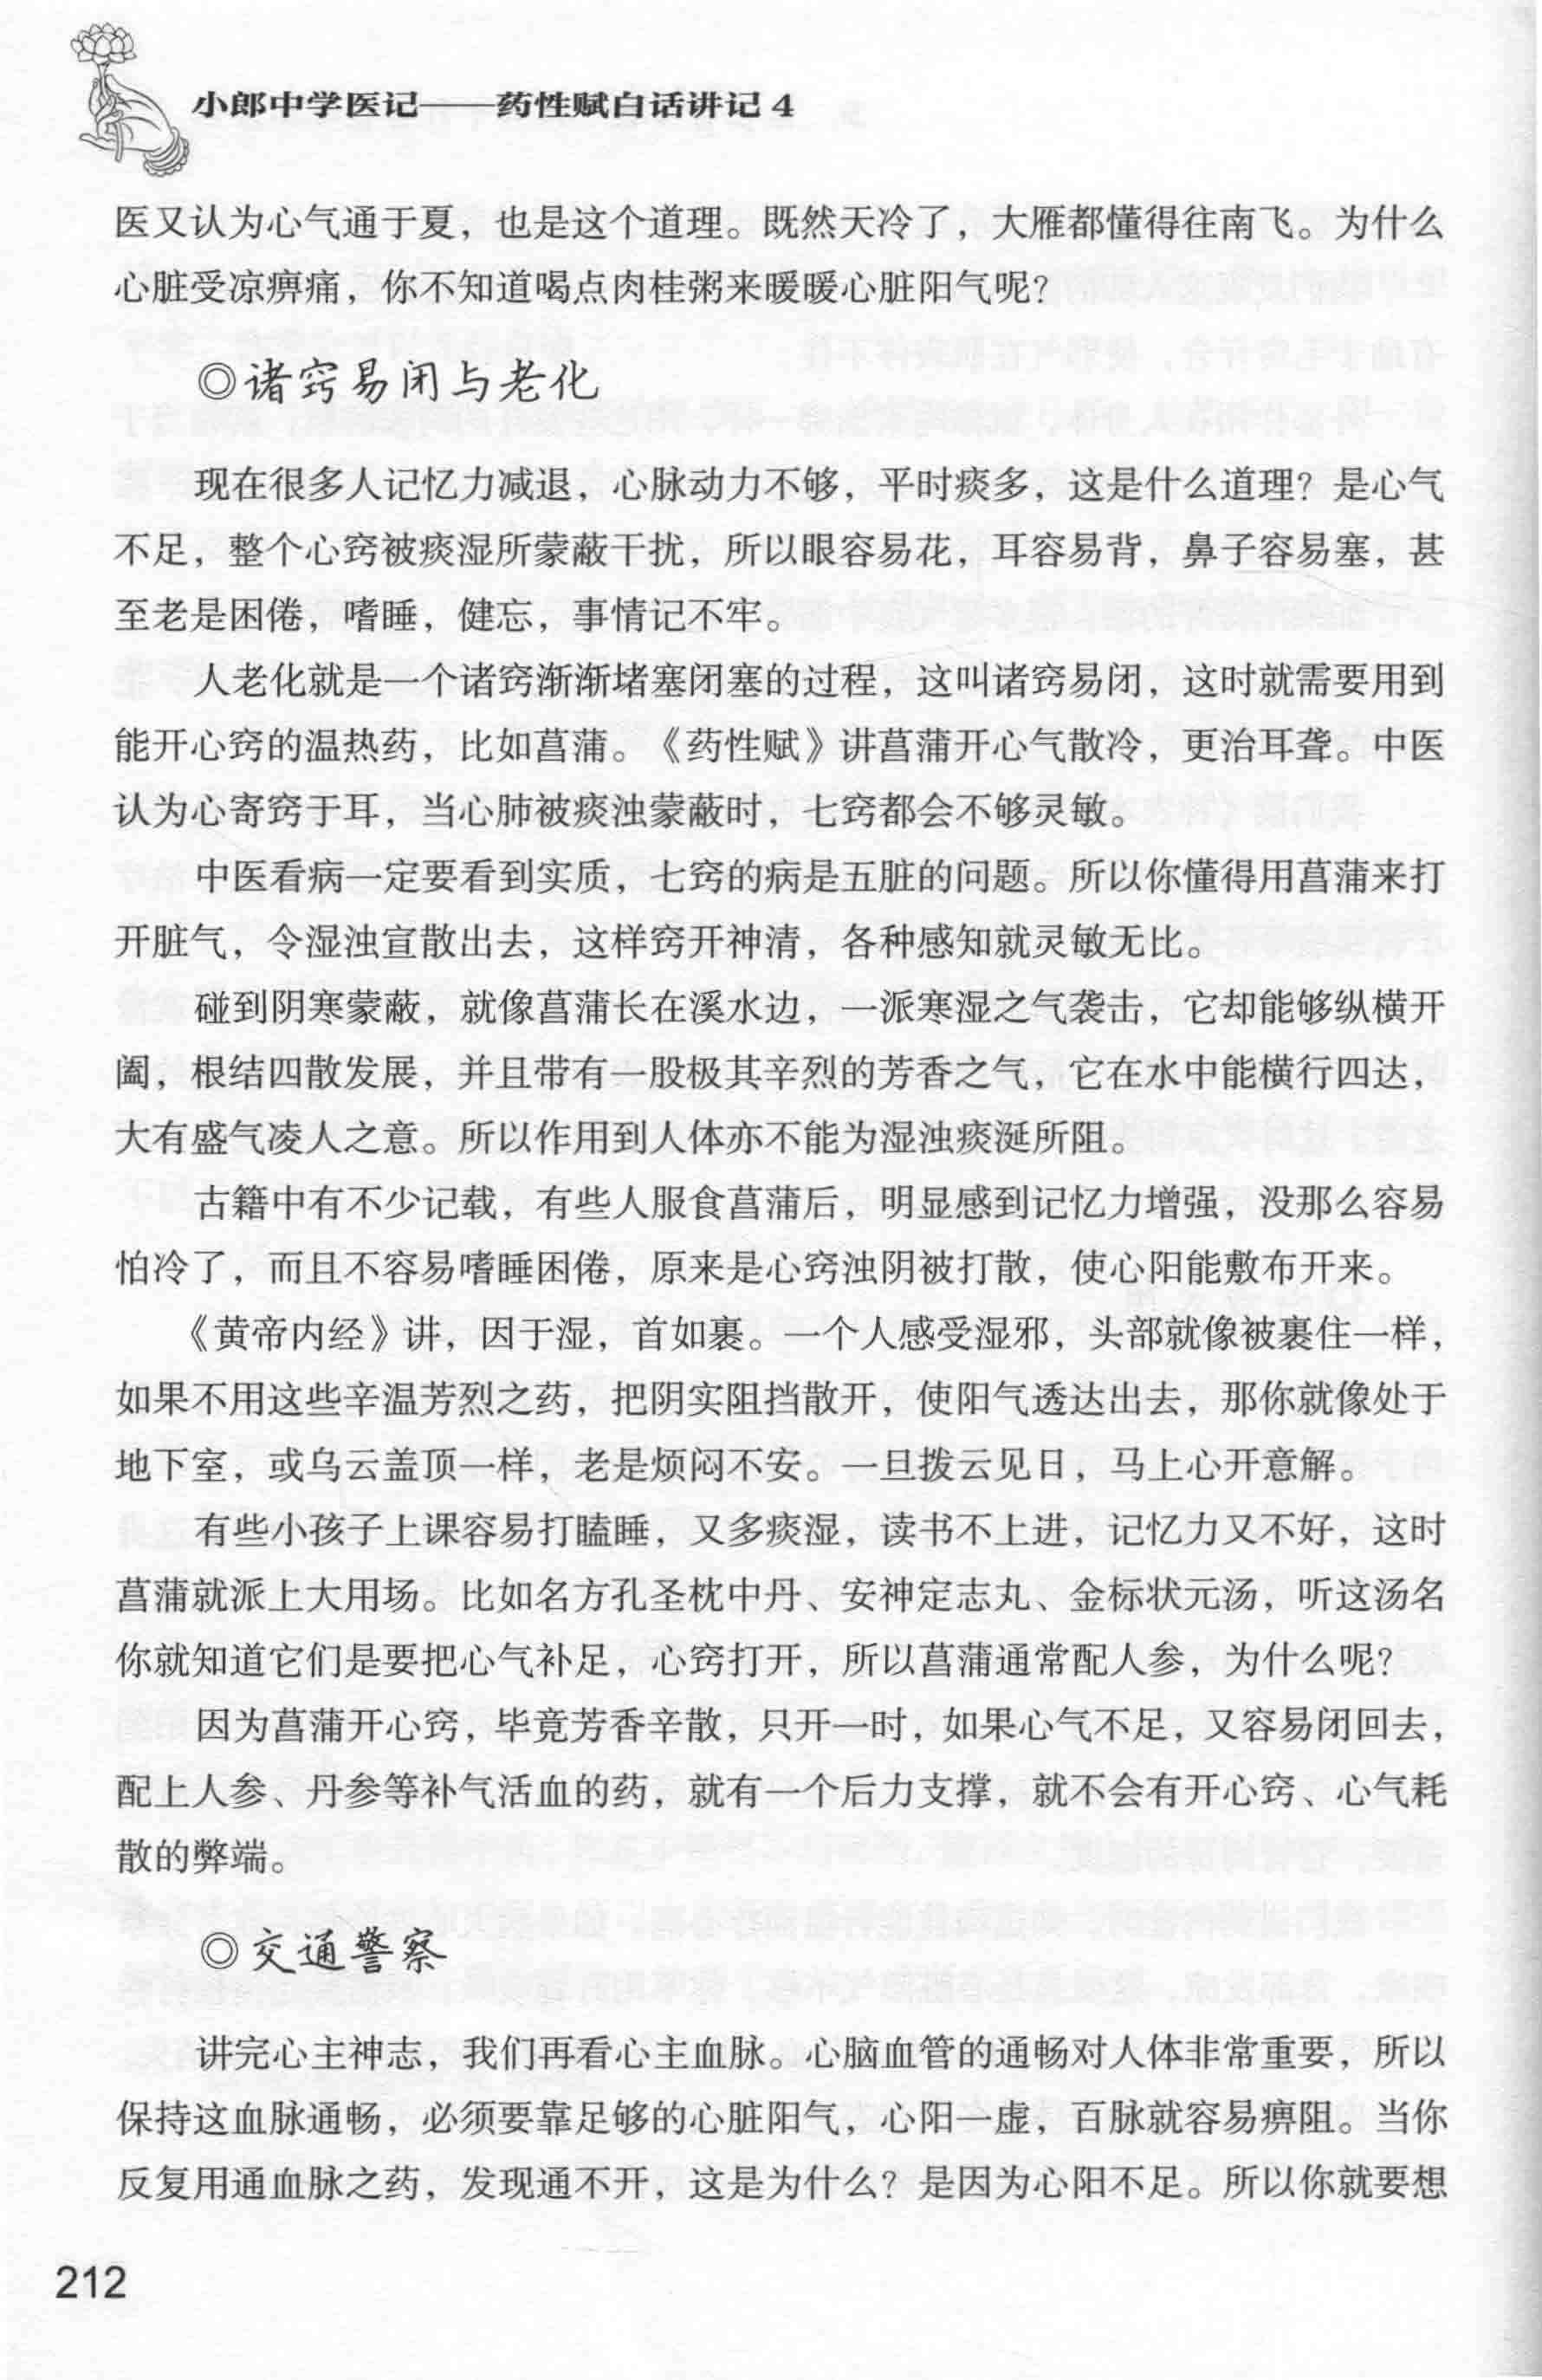 小郎中学医记——药性赋白话讲记4
医又认为心气通于夏，也是这个道理。既然天冷了，大雁都懂得往南飞。为什么
心脏受凉痹痛，你不知道喝点肉桂粥来暖暖心脏阳气呢？
◎诸窍易闭与老化
现在很多人记忆力减退，心脉动力不够，平时痰多，这是什么道理？是心气
不足，整个心窍被痰湿所蒙蔽干扰，所以眼容易花，耳容易背，鼻子容易塞，甚
至老是困倦，嗜睡，健忘，事情记不牢。
人老化就是一个诸窍渐渐堵塞闭塞的过程，这叫诸窍易闭，这时就需要用到
能开心窍的温热药，比如菖蒲。《药性赋》讲菖蒲开心气散冷，更治耳聋。中医
认为心寄窍于耳，当心肺被痰浊蒙蔽时，七窍都会不够灵敏。
中医看病一定要看到实质，七窍的病是五脏的问题。所以你懂得用菖蒲来打
开脏气，令湿浊宣散出去，这样窍开神清，各种感知就灵敏无比。
碰到阴寒蒙蔽，就像菖蒲长在溪水边，一派寒湿之气袭击，它却能够纵横开
阖，根结四散发展，并且带有一股极其辛烈的芳香之气，它在水中能横行四达，
大有盛气凌人之意。所以作用到人体亦不能为湿浊痰涎所阻。
古籍中有不少记载，有些人服食菖蒲后，明显感到记忆力增强，没那么容易
怕冷了，而且不容易嗜睡困倦，原来是心窍浊阴被打散，使心阳能敷布开来。
《黄帝内经》讲，因于湿，首如裹。一个人感受湿邪，头部就像被裹住一样，
如果不用这些辛温芳烈之药，把阴实阻挡散开，使阳气透达出去，那你就像处于
地下室，或乌云盖顶一样，老是烦闷不安。一旦拨云见日，马上心开意解。
有些小孩子上课容易打瞌睡，又多痰湿，读书不上进，记忆力又不好，这时
菖蒲就派上大用场。比如名方孔圣枕中丹、安神定志丸、金标状元汤，听这汤名
你就知道它们是要把心气补足，心窍打开，所以菖蒲通常配人参，为什么呢？
因为菖蒲开心窍，毕竟芳香辛散，只开一时，如果心气不足，又容易闭回去，
配上人参、丹参等补气活血的药，就有一个后力支撑，就不会有开心窍、心气耗
散的弊端。
◎交通警察
讲完心主神志，我们再看心主血脉。心脑血管的通畅对人体非常重要，所以
保持这血脉通畅，必须要靠足够的心脏阳气，心阳一虚，百脉就容易痹阻。当你
反复用通血脉之药，发现通不开，这是为什么？是因为心阳不足。所以你就要想
212